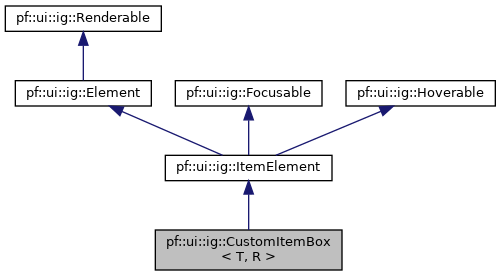 pf::ui::ig::Renderable
pf::ui::ig::Element
pf::ui::ig::Focusable
pf::ui::ig::Hoverable
pf::ui::ig::ItemElement
pf::ui::ig::CustomItemBox
< T, R >